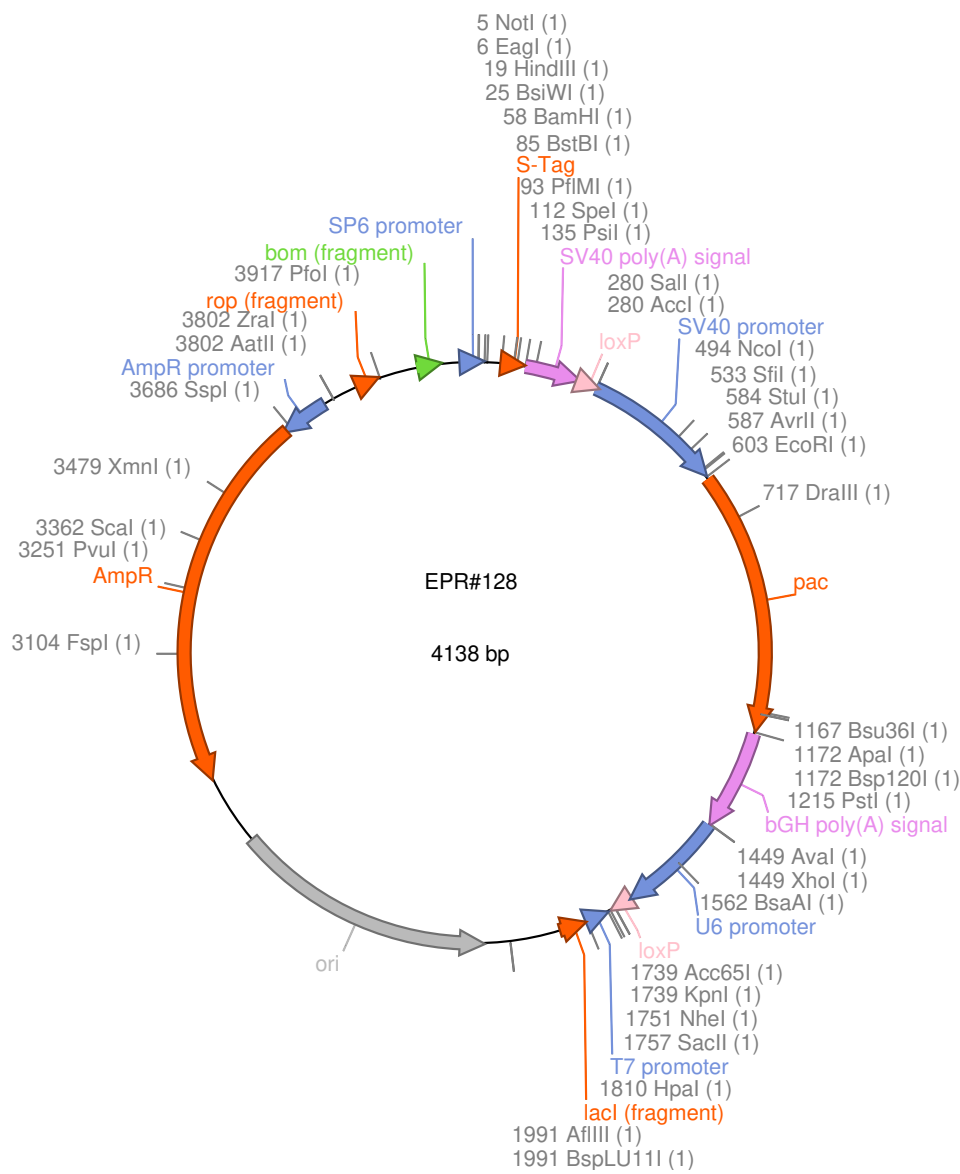 5 NotI (1)
6 EagI (1)
19 HindIII (1)
25 BsiWI (1)
58 BamHI (1)
85 BstBI (1)
S-Tag
93 PflMI (1)
112 SpeI (1)
135 PsiI (1)
SV40 poly(A) signal
280 SalI (1)
280 AccI (1)
loxP
SV40 promoter
494 NcoI (1)
533 SfiI (1)
584 StuI (1)
587 AvrII (1)
603 EcoRI (1)
717 DraIII (1)
pac
1167 Bsu36I (1)
1172 ApaI (1)
1172 Bsp120I (1)
1215 PstI (1)
bGH poly(A) signal
1449 AvaI (1)
1449 XhoI (1)
1562 BsaAI (1)
U6 promoter
loxP
1739 Acc65I (1)
1739 KpnI (1)
1751 NheI (1)
1757 SacII (1)
T7 promoter
1810 HpaI (1)
lacI (fragment)
1991 AflIII (1)
1991 BspLU11I (1)
ori
3104 FspI (1)
AmpR
3251 PvuI (1)
3362 ScaI (1)
3479 XmnI (1)
3686 SspI (1)
AmpR promoter
3802 AatII (1)
3802 ZraI (1)
rop (fragment)
3917 PfoI (1)
bom (fragment)
SP6 promoter
EPR#128
4138 bp